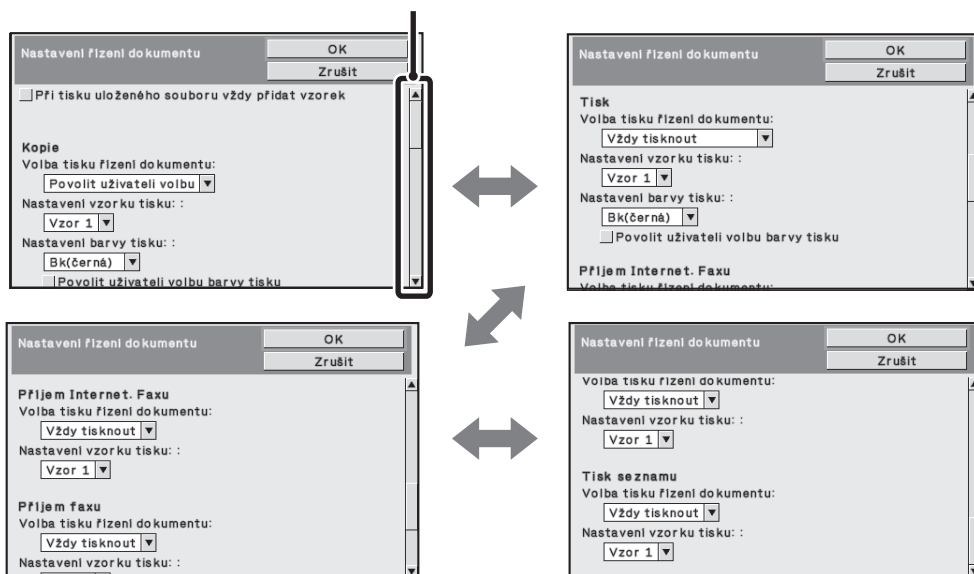 Nastavení řízení dokumentu
OK
Zrušit
Při tisku uloženého souboru vždy přidat vzorek
Kopie
Volba tisku řízení dokumentu:
Povolit uživateli volbu
Nastavení vzorku tisku: :
Vzor 1
Nastavení barvy tisku: :
Bk(černá)
Povolit uživateli volbu barvy tisku
Nastavení řízení dokumentu
OK
Zrušit
Tisk
Volba tisku řízení dokumentu:
Vždy tisknout
Nastavení vzorku tisku: :
Vzor 1
Nastavení barvy tisku: :
Bk(černá)
Povolit uživateli volbu barvy tisku
Příjem Internet. Faxu
Volba tisku řízení dokumentu:
Nastavení řízení dokumentu
OK
Zrušit
Příjem Internet. Faxu
Volba tisku řízení dokumentu:
Vždy tisknout
Nastavení vzorku tisku: :
Vzor 1
Příjem faxu
Volba tisku řízení dokumentu:
Vždy tisknout
Nastavení vzorku tisku: :
Nastavení řízení dokumentu
OK
Zrušit
Volba tisku řízení dokumentu:
Vždy tisknout
Nastavení vzorku tisku: :
Vzor 1
Tisk seznamu
Volba tisku řízení dokumentu:
Vždy tisknout
Nastavení vzorku tisku: :
Vzor 1